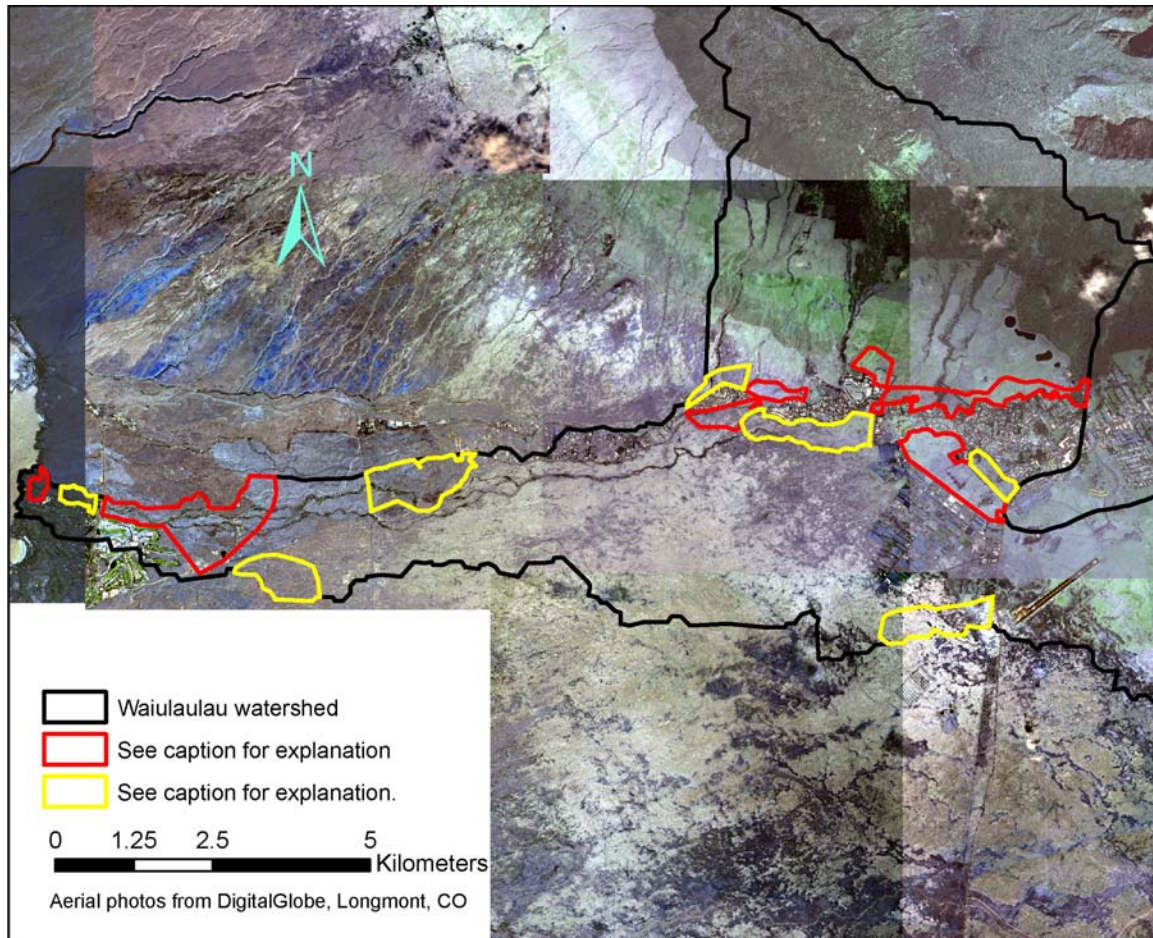 N
Waiulaulau watershed
See caption for explanation
See caption for explanation.
0 1.25 2.5 5
Kilometers
Aerial photos from DigitalGlobe, Longmont, CO